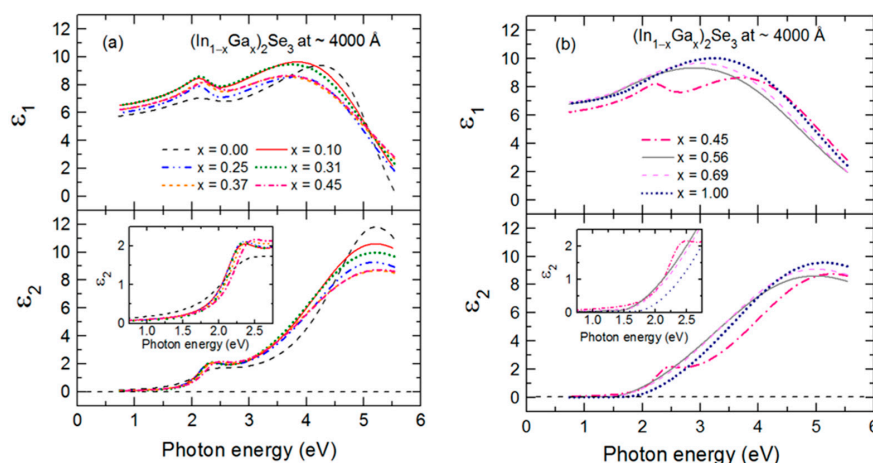 (a) (In1-xGax)2Se3 at ~ 4000 Å
12
10
8
6
4
2
0
ε1
x = 0.00 x = 0.10
x = 0.25 x = 0.31
x = 0.37 x = 0.45
12
10
8
6
4
2
0
ε2
2
1
0
ε2
1.0 1.5 2.0 2.5
Photon energy (eV)
0 1 2 3 4 5 6
Photon energy (eV)
(b) (In1-xGax)2Se3 at ~ 4000 Å
12
10
8
6
4
2
0
ε1
x = 0.45
x = 0.56
x = 0.69
x = 1.00
12
10
8
6
4
2
0
ε2
2
1
0
ε2
1.0 1.5 2.0 2.5
Photon energy (eV)
0 1 2 3 4 5 6
Photon energy (eV)